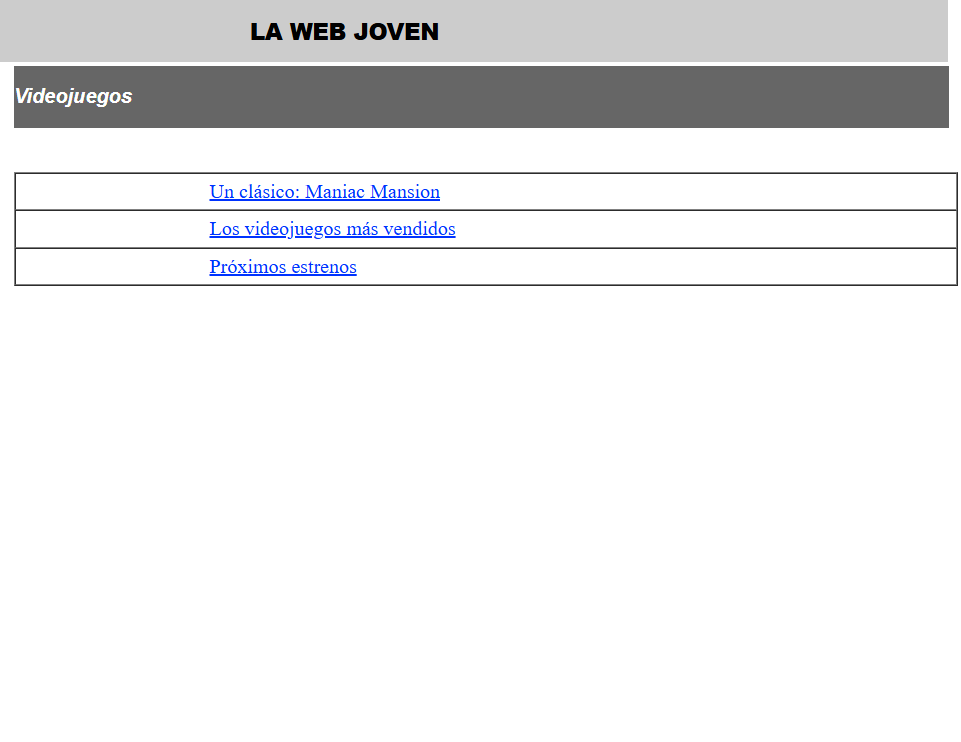 LA WEB JOVEN
Videojuegos
Un clásico: Maniac Mansion
Los videojuegos más vendidos
Próximos estrenos